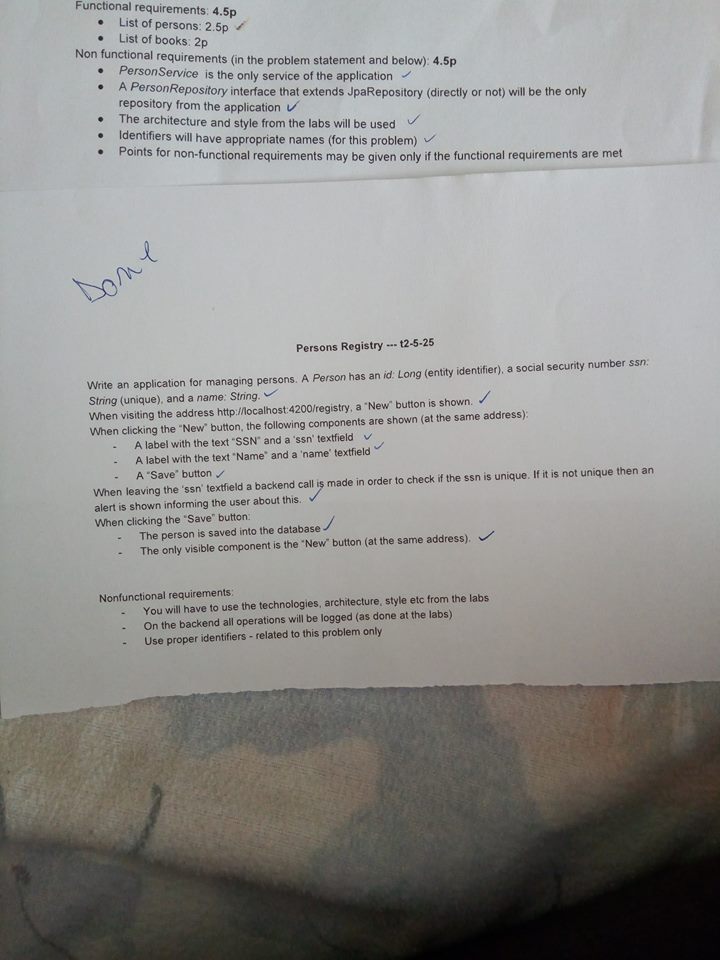 Functional requirements: 4.5p
• List of persons: 2.5p
• List of books: 2p
Non functional requirements (in the problem statement and below): 4.5p
• PersonService is the only service of the application
• A PersonRepository interface that extends JpaRepository (directly or not) will be the only
repository from the application
• The architecture and style from the labs will be used
• Identifiers will have appropriate names (for this problem)
• Points for non-functional requirements may be given only if the functional requirements are met
Done
Persons Registry --- t2-5-25
Write an application for managing persons. A Person has an id: Long (entity identifier), a social security number ssn:
String (unique), and a name: String.
When visiting the address http://localhost:4200/registry, a "New" button is shown.
When clicking the "New" button, the following components are shown (at the same address):
- A label with the text "SSN" and a 'ssn' textfield
- A label with the text "Name" and a 'name' textfield
- A "Save" button
When leaving the 'ssn' textfield a backend call is made in order to check if the ssn is unique. If it is not unique then an
alert is shown informing the user about this.
When clicking the "Save" button:
- The person is saved into the database
- The only visible component is the "New" button (at the same address).
Nonfunctional requirements:
- You will have to use the technologies, architecture, style etc from the labs
- On the backend all operations will be logged (as done at the labs)
- Use proper identifiers - related to this problem only